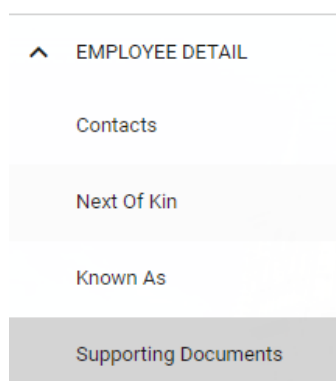 EMPLOYEE DETAIL
Contacts
Next Of Kin
Known As
Supporting Documents